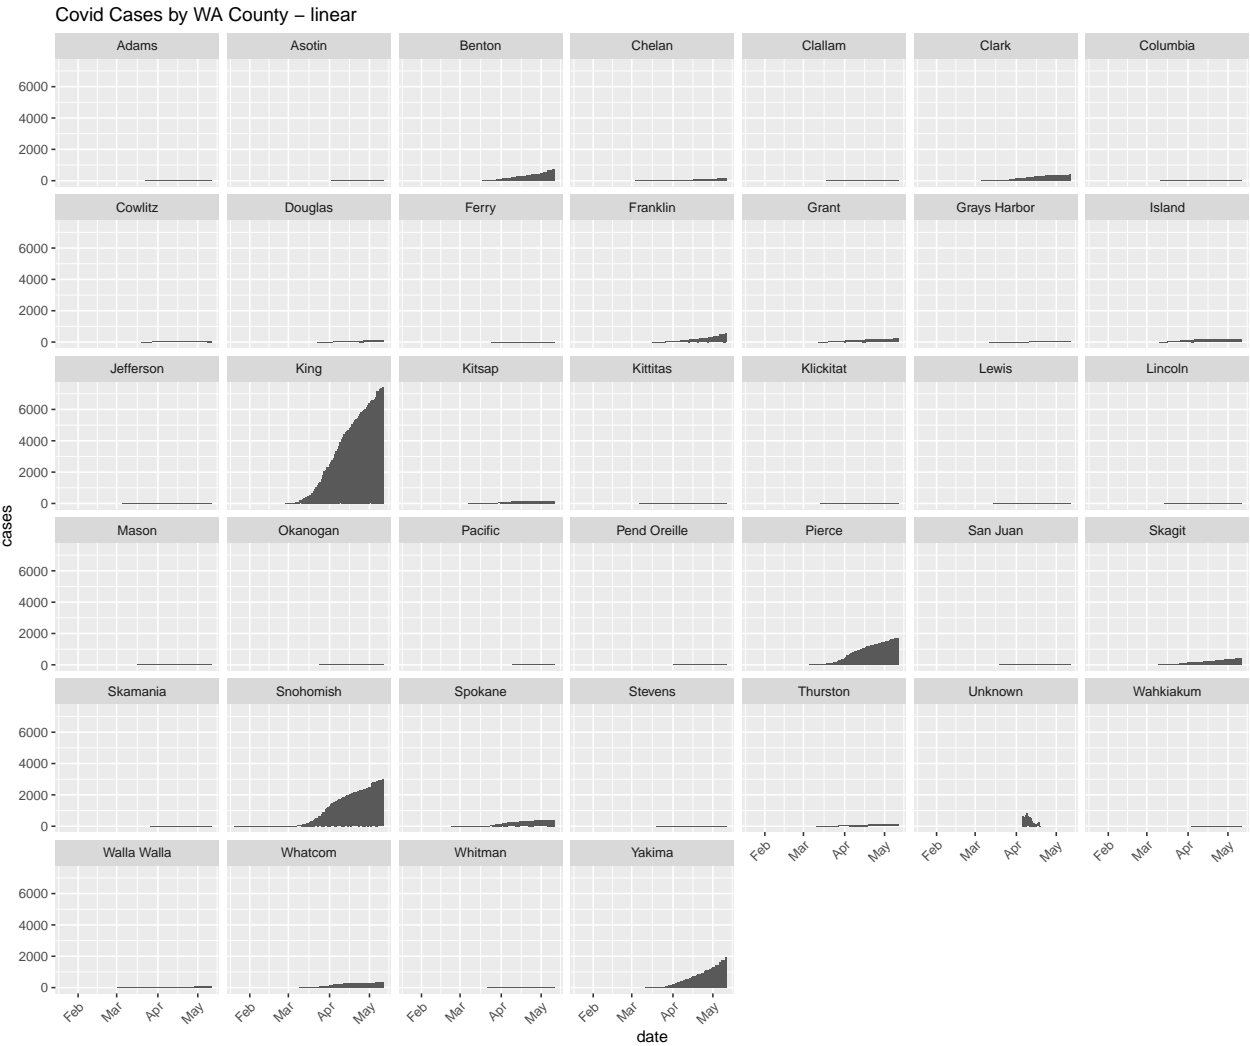 Covid Cases by WA County – linear
Adams Asotin Benton Chelan Clallam Clark Columbia
6000
4000
2000
0
Cowlitz Douglas Ferry Franklin Grant Grays Harbor Island
6000
4000
2000
0
Jefferson King Kitsap Kittitas Klickitat Lewis Lincoln
6000
4000
2000
0
cases
Mason Okanogan Pacific Pend Oreille Pierce San Juan Skagit
6000
4000
2000
0
Skamania Snohomish Spokane Stevens Thurston Unknown Wahkiakum
6000
4000
2000
0
Feb Mar Apr May Feb Mar Apr May Feb Mar Apr May
Walla Walla Whatcom Whitman Yakima
6000
4000
2000
0
Feb Mar Apr May Feb Mar Apr May Feb Mar Apr May Feb Mar Apr May
date